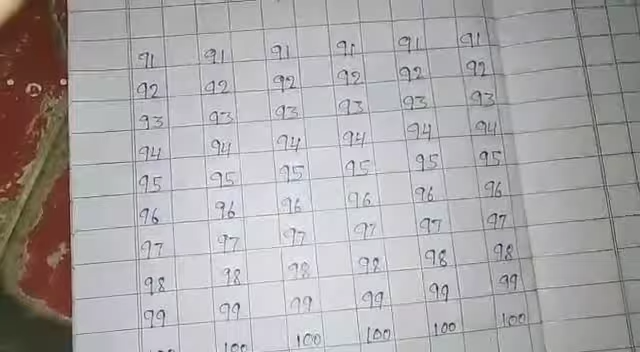 91 91 91 91 91 91
92 92 92 92 92 92
93 93 93 93 93 93
94 94 94 94 94 94
95 95 95 95 95 95
96 96 96 96 96 96
97 97 97 97 97 97
98 98 98 98 98 98
99 99 99 99 99 99
100 100 100 100 100